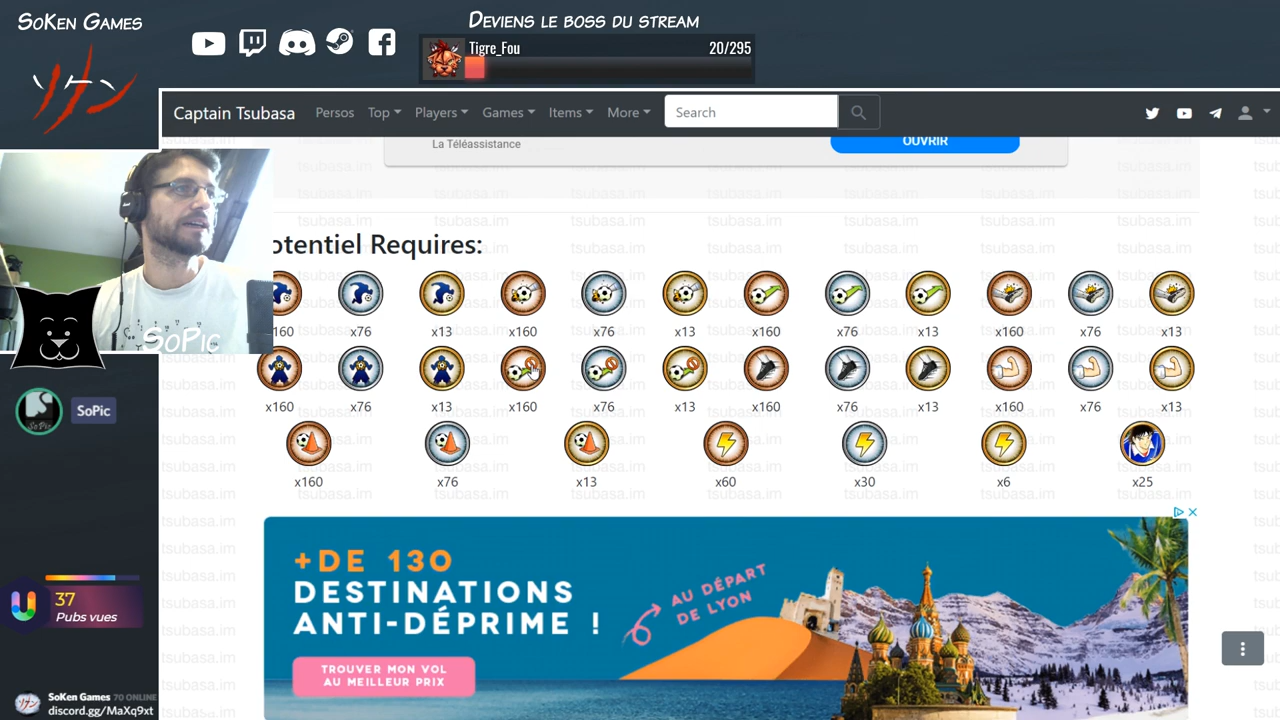 SoKen Games
Deviens le boss du stream
Tigre_Fou 20/295
Captain Tsubasa Persos Top Players Games Items More Search
La Téléassistance
OUVRIR
otentiel Requires:
x160 x76 x13 x160 x76 x13 x160 x76 x13 x160 x76 x13
x160 x76 x13 x160 x76 x13 x160 x76 x13 x160 x76 x13
x160 x76 x13 x60 x30 x6 x25
SoPic
SoPic
37
Pubs vues
SoKen Games 70 ONLINE
discord.gg/MaXq9xt
+DE 130
DESTINATIONS
ANTI-DÉPRIME !
AU DÉPART
DE LYON
TROUVER MON VOL
AU MEILLEUR PRIX
tsubasa.im